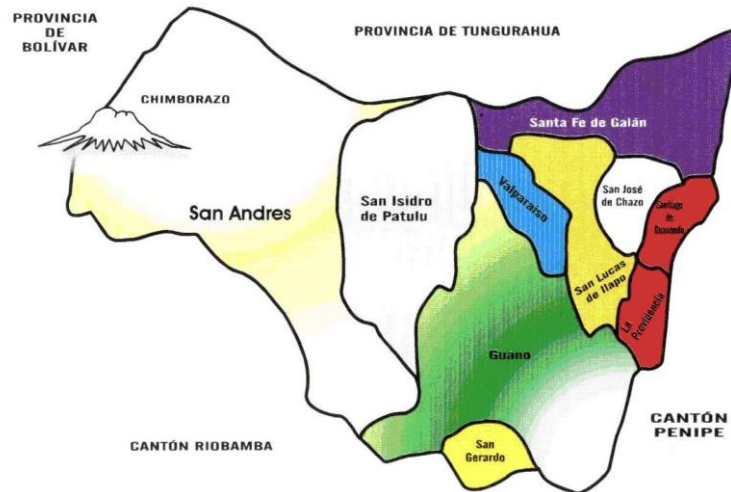 PROVINCIA
DE
BOLÍVAR
PROVINCIA DE TUNGURAHUA
CHIMBORAZO
Santa Fe de Galán
Valparaíso
San José
de Chazo
San Isidro
de Patulu
San Andres
Santiago
de
Guanando
San Lucas
de Ilapo
La
Providencia
Guano
CANTÓN
PENIPE
CANTÓN RIOBAMBA
San
Gerardo